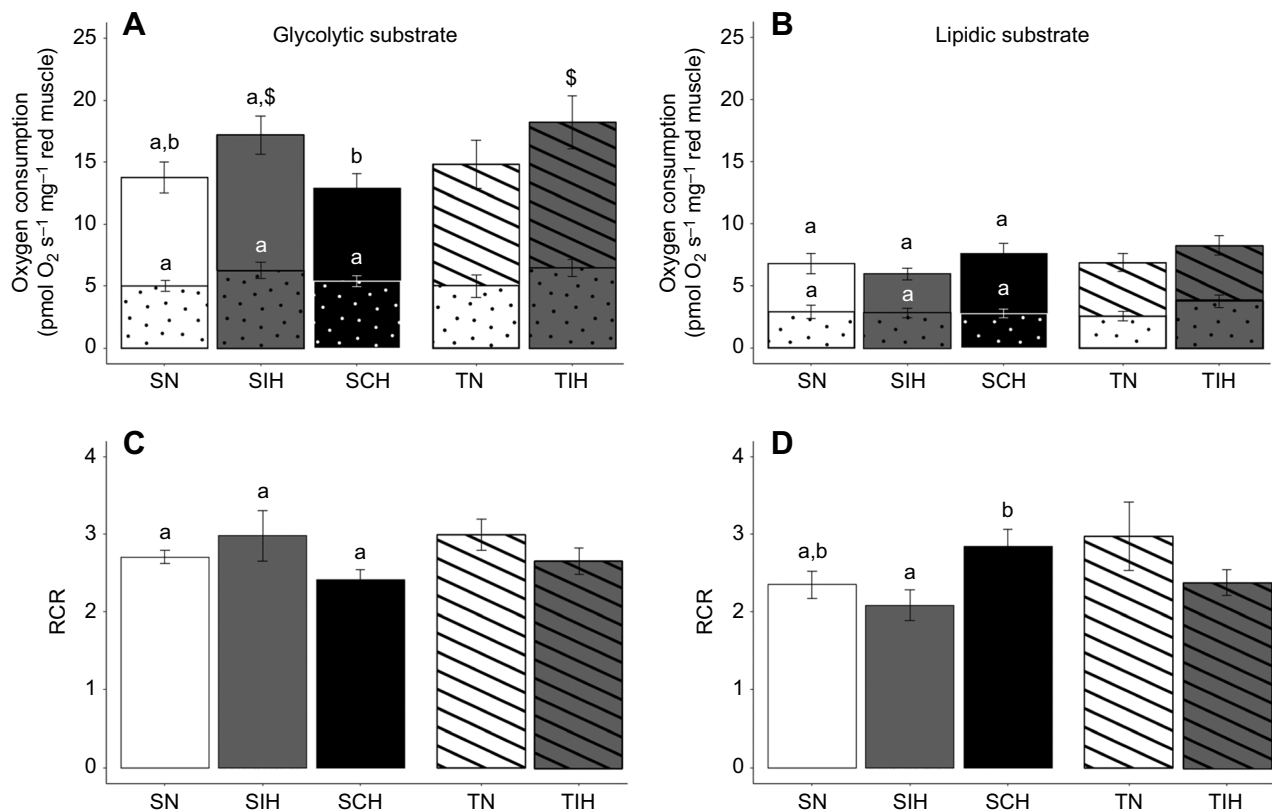 A
Glycolytic substrate
Oxygen consumption
(pmol O2 s–1 mg–1 red muscle)
25
20
15
10
5
0
a,b
a,$
b
$
a
a
a
SN
SIH
SCH
TN
TIH
B
Lipidic substrate
Oxygen consumption
(pmol O2 s–1 mg–1 red muscle)
25
20
15
10
5
0
a
a
a
a
a
a
SN
SIH
SCH
TN
TIH
C
RCR
4
3
2
1
0
a
a
a
SN
SIH
SCH
TN
TIH
D
RCR
4
3
2
1
0
a,b
a
b
SN
SIH
SCH
TN
TIH